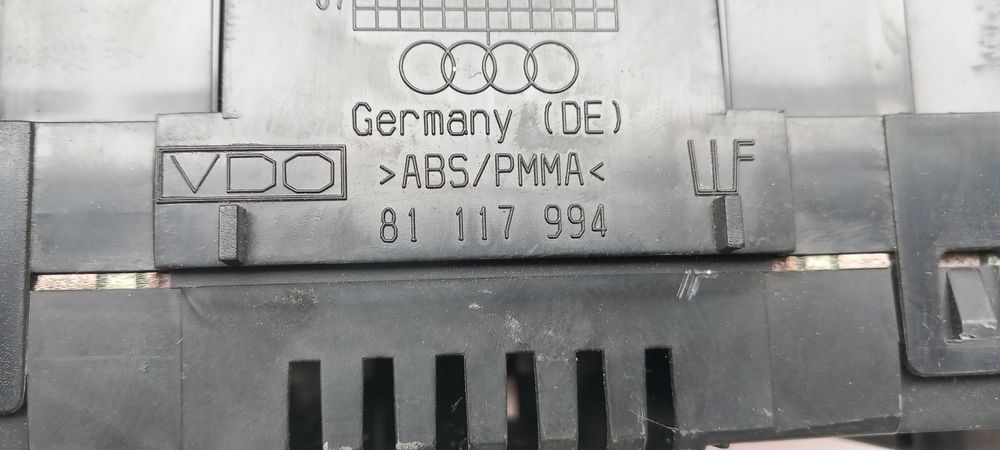 Germany (DE)
VDO >ABS/PMMA<
81 117 994